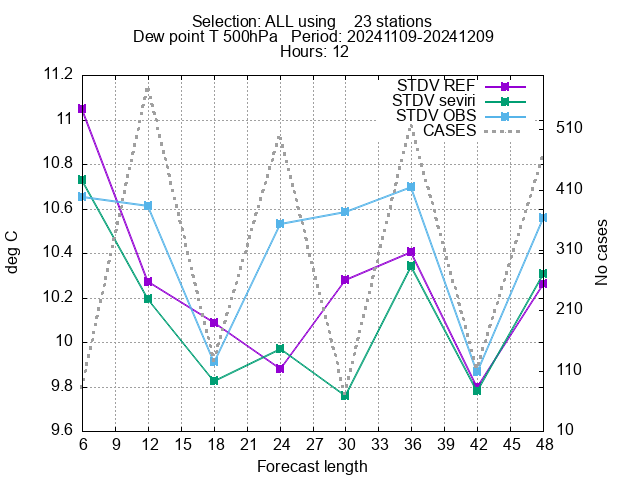 Selection: ALL using 23 stations
Dew point T 500hPa Period: 20241109-20241209
Hours: 12
STDV REF
STDV seviri
STDV OBS
CASES
11.2
11
10.8
10.6
10.4
10.2
10
9.8
9.6
deg C
510
410
310
210
110
10
No cases
6 9 12 15 18 21 24 27 30 33 36 39 42 45 48
Forecast length